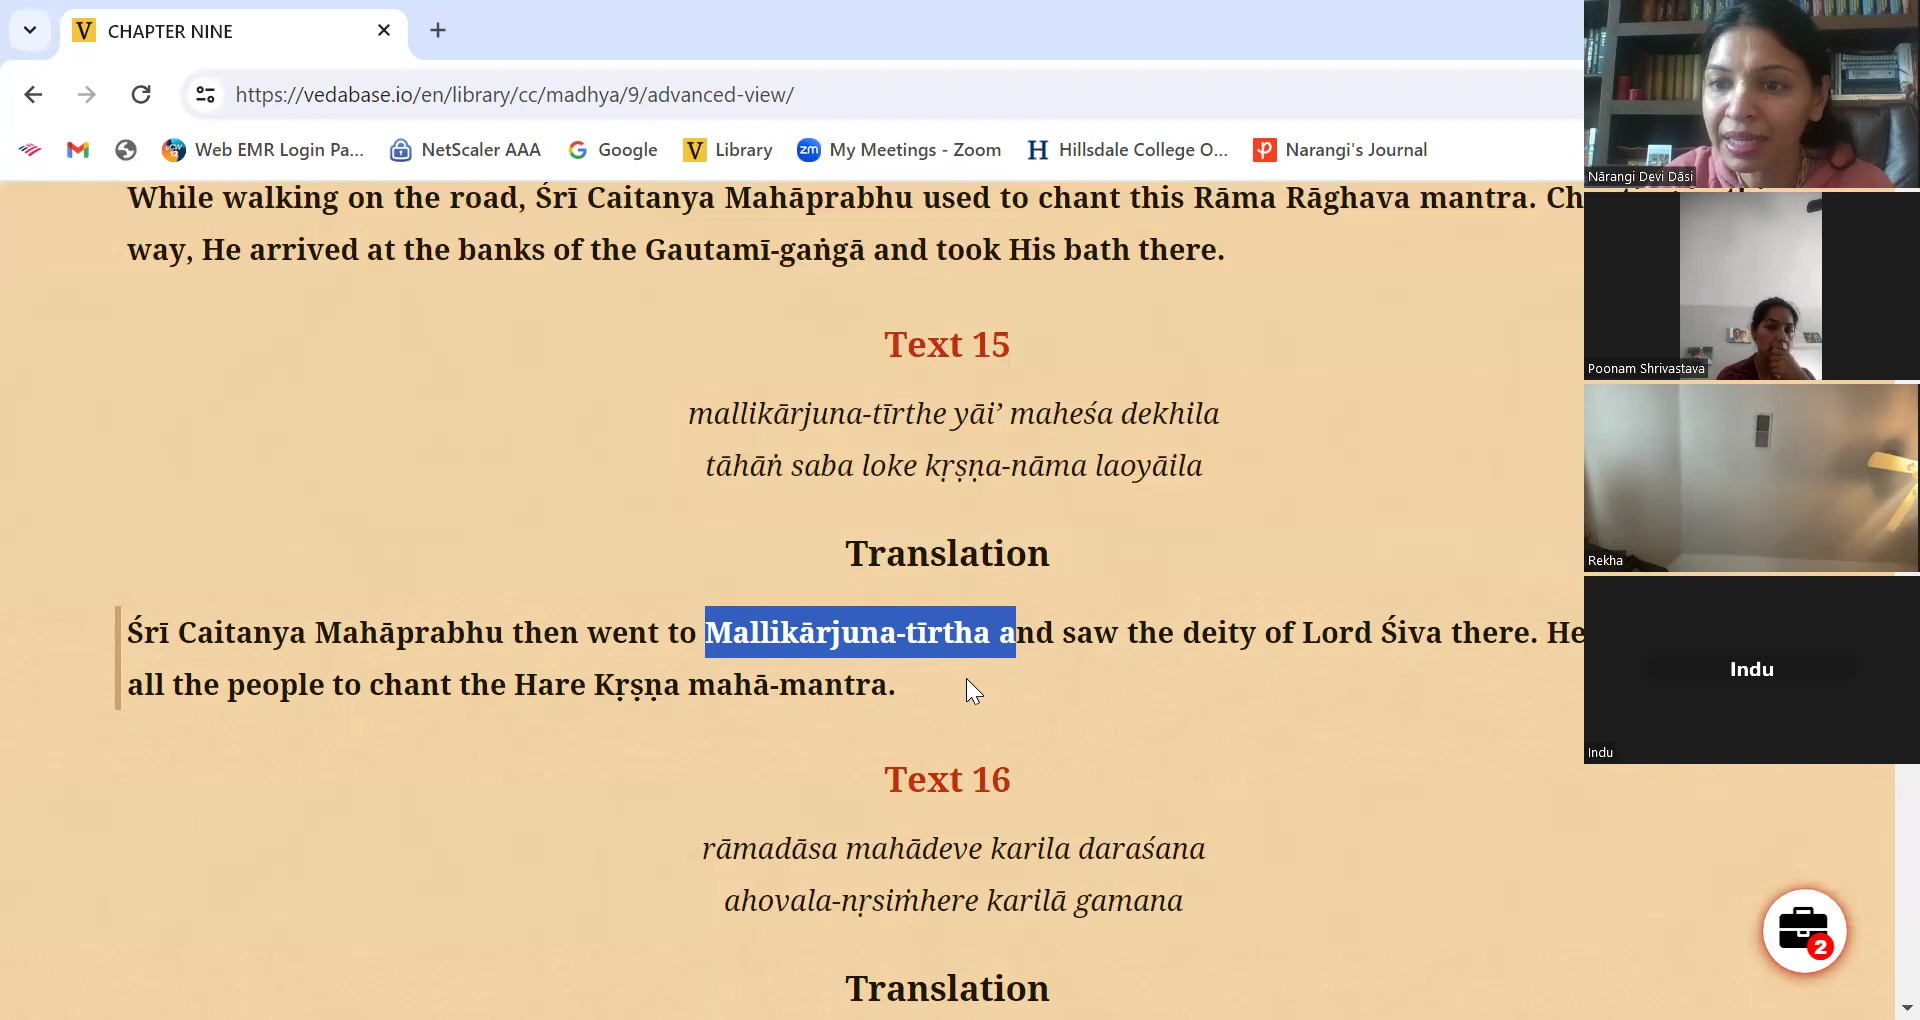 CHAPTER NINE
https://vedabase.io/en/library/cc/madhya/9/advanced-view/
Web EMR Login Pa... NetScaler AAA Google Library My Meetings - Zoom Hillsdale College O... Narangi's Journal
While walking on the road, Śrī Caitanya Mahāprabhu used to chant this Rāma Rāghava mantra. Ch
way, He arrived at the banks of the Gautamī-gaṅgā and took His bath there.
Text 15
mallikārjuna-tīrthe yāi’ maheśa dekhila
tāhāṅ saba loke kṛṣṇa-nāma laoyāila
Translation
Śrī Caitanya Mahāprabhu then went to Mallikārjuna-tīrtha and saw the deity of Lord Śiva there. He
all the people to chant the Hare Kṛṣṇa mahā-mantra.
Text 16
rāmadāsa mahādeve karila daraśana
ahovala-nṛsiṁhere karilā gamana
Translation
2
Nārangi Devi Dāsi
Poonam Shrivastava
Rekha
Indu
Indu